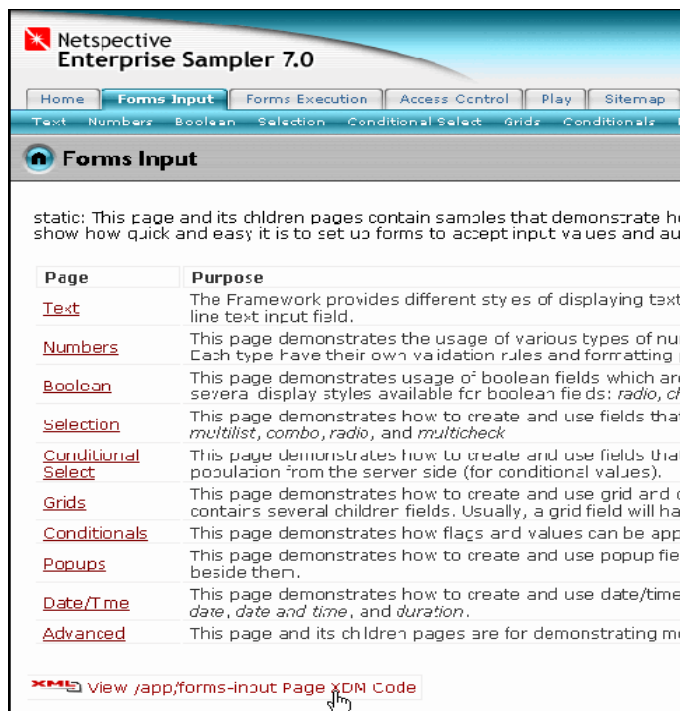 Netspective
Enterprise Sampler 7.0
Home Forms Input Forms Execution Access Control Play Sitemap
Text Numbers Boolean Selection Conditional Select Grids Conditionals
Forms Input
static: This page and its children pages contain samples that demonstrate
show how quick and easy it is to set up forms to accept input values and
Page Purpose
Text The Framework provides different styles of displaying text
line text input field.
Numbers This page demonstrates the usage of various types of
Each type have their own validation rules and formatting
Boolean This page demonstrates usage of boolean fields which
several display styles available for boolean fields: radio,
Selection This page demonstrates how to create and use fields that
multilist, combo, radio, and multicheck
Conditional This page demonstrates how to create and use fields
Select population from the server side (for conditional values).
Grids This page demonstrates how to create and use grid and
contains several children fields. Usually, a grid field will
Conditionals This page demonstrates how flags and values can be
Popups This page demonstrates how to create and use popup
beside them.
Date/Time This page demonstrates how to create and use date/time
date, date and time, and duration.
Advanced This page and its children pages are for demonstrating
XML View /app/forms-input Page XDM Code